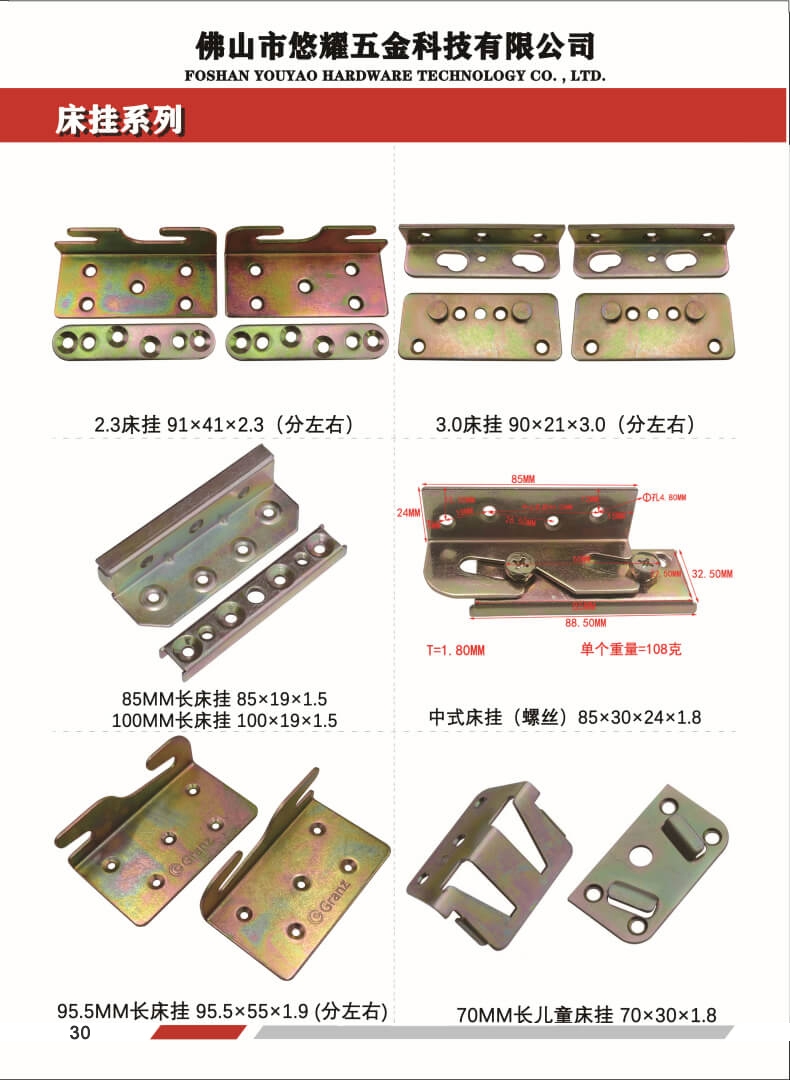 佛山市悠耀五金科技有限公司
FOSHAN YOUYAO HARDWARE TECHNOLOGY CO. , LTD.
床挂系列
2.3床挂 91×41×2.3（分左右）
3.0床挂 90×21×3.0（分左右）
85MM长床挂 85×19×1.5
100MM长床挂 100×19×1.5
85MM
Φ孔4.80MM
24MM
32.50MM
88.50MM
T=1.80MM
单个重量=108克
中式床挂（螺丝）85×30×24×1.8
©Granz
©Granz
95.5MM长床挂 95.5×55×1.9 (分左右)
70MM长儿童床挂 70×30×1.8
30